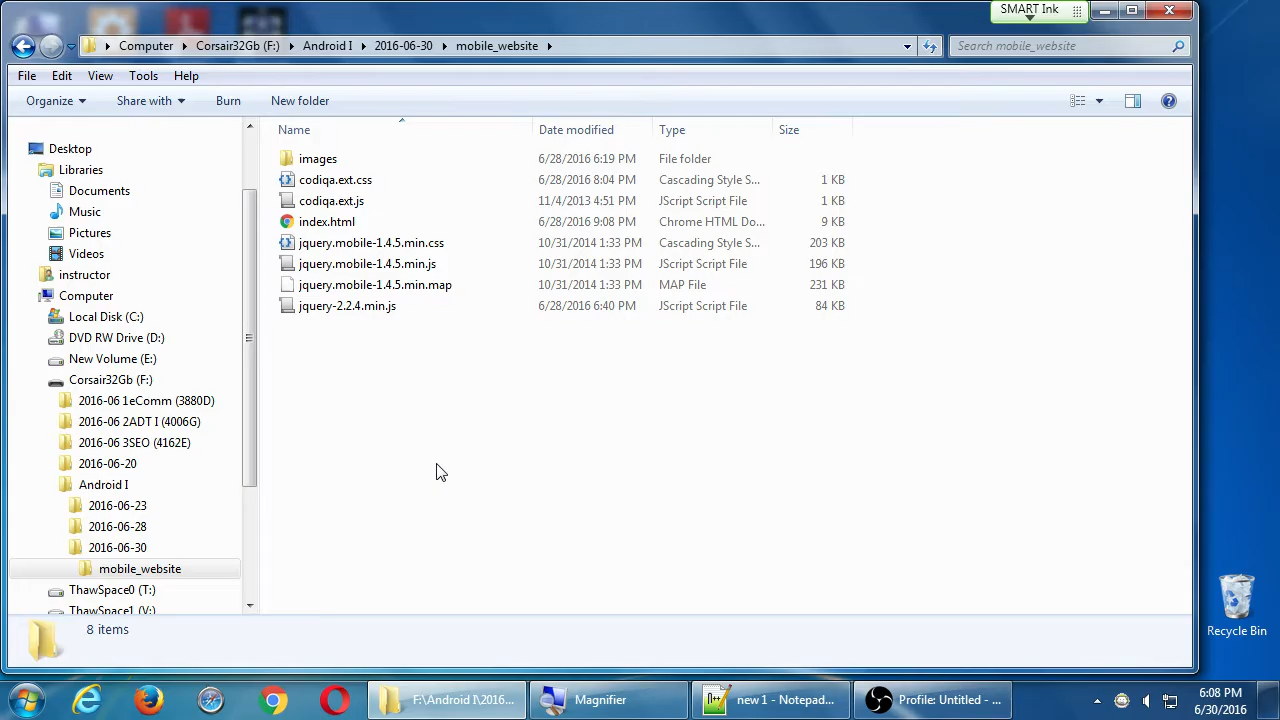 SMART Ink
Computer Corsair32Gb (F:) Android I 2016-06-30 mobile_website
Search mobile_website
File Edit View Tools Help
Organize Share with Burn New folder
Name Date modified Type Size
images 6/28/2016 6:19 PM File folder
codiqa.ext.css 6/28/2016 8:04 PM Cascading Style S... 1 KB
codiqa.ext.js 11/4/2013 4:51 PM JScript Script File 1 KB
index.html 6/28/2016 9:08 PM Chrome HTML Do... 9 KB
jquery.mobile-1.4.5.min.css 10/31/2014 1:33 PM Cascading Style S... 203 KB
jquery.mobile-1.4.5.min.js 10/31/2014 1:33 PM JScript Script File 196 KB
jquery.mobile-1.4.5.min.map 10/31/2014 1:33 PM MAP File 231 KB
jquery-2.2.4.min.js 6/28/2016 6:40 PM JScript Script File 84 KB
Desktop
Libraries
Documents
Music
Pictures
Videos
instructor
Computer
Local Disk (C:)
DVD RW Drive (D:)
New Volume (E:)
Corsair32Gb (F:)
2016-06 1eComm (3880D)
2016-06 2ADT I (4006G)
2016-06 3SEO (4162E)
2016-06-20
Android I
2016-06-23
2016-06-28
2016-06-30
mobile_website
ThawSpace0 (T:)
ThawSpace1 (V:)
8 items
Recycle Bin
F:\Android I\2016...
Magnifier
new 1 - Notepad...
Profile: Untitled - ...
6:08 PM
6/30/2016